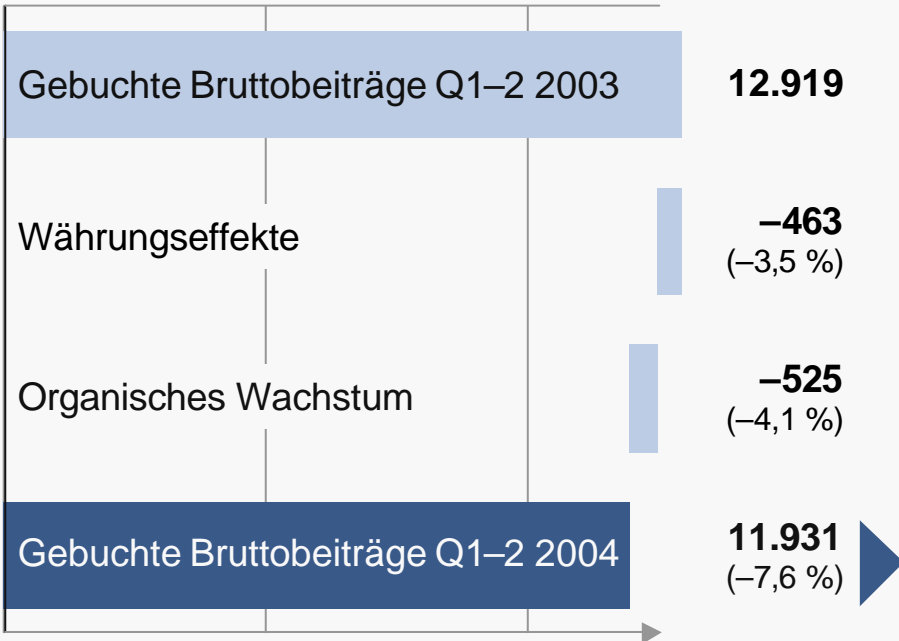 Gebuchte Bruttobeiträge Q1–2 2003 12.919
Währungseffekte –463
(–3,5 %)
Organisches Wachstum –525
(–4,1 %)
Gebuchte Bruttobeiträge Q1–2 2004 11.931
(–7,6 %)